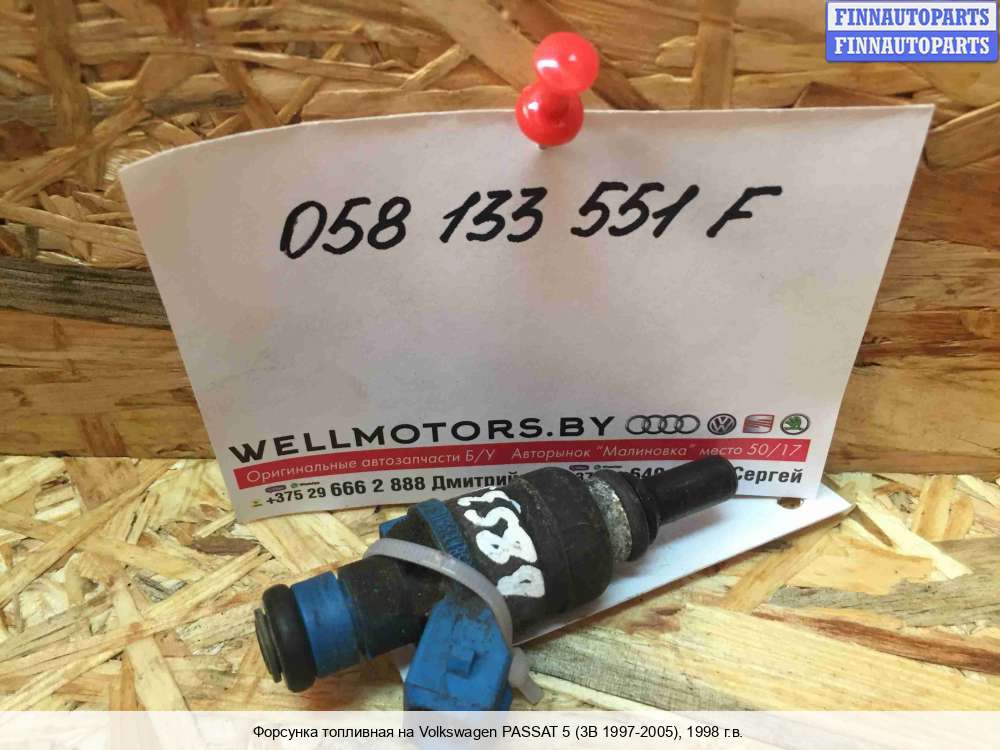 FINNAUTOPARTS
FINNAUTOPARTS
058 133 551 F
WELLMOTORS.BY
Оригинальные автозапчасти Б/У Авторынок "Малиновка" место 50/17
+375 29 666 2 888 Дмитрий Сергей
Форсунка топливная на Volkswagen PASSAT 5 (3B 1997-2005), 1998 г.в.